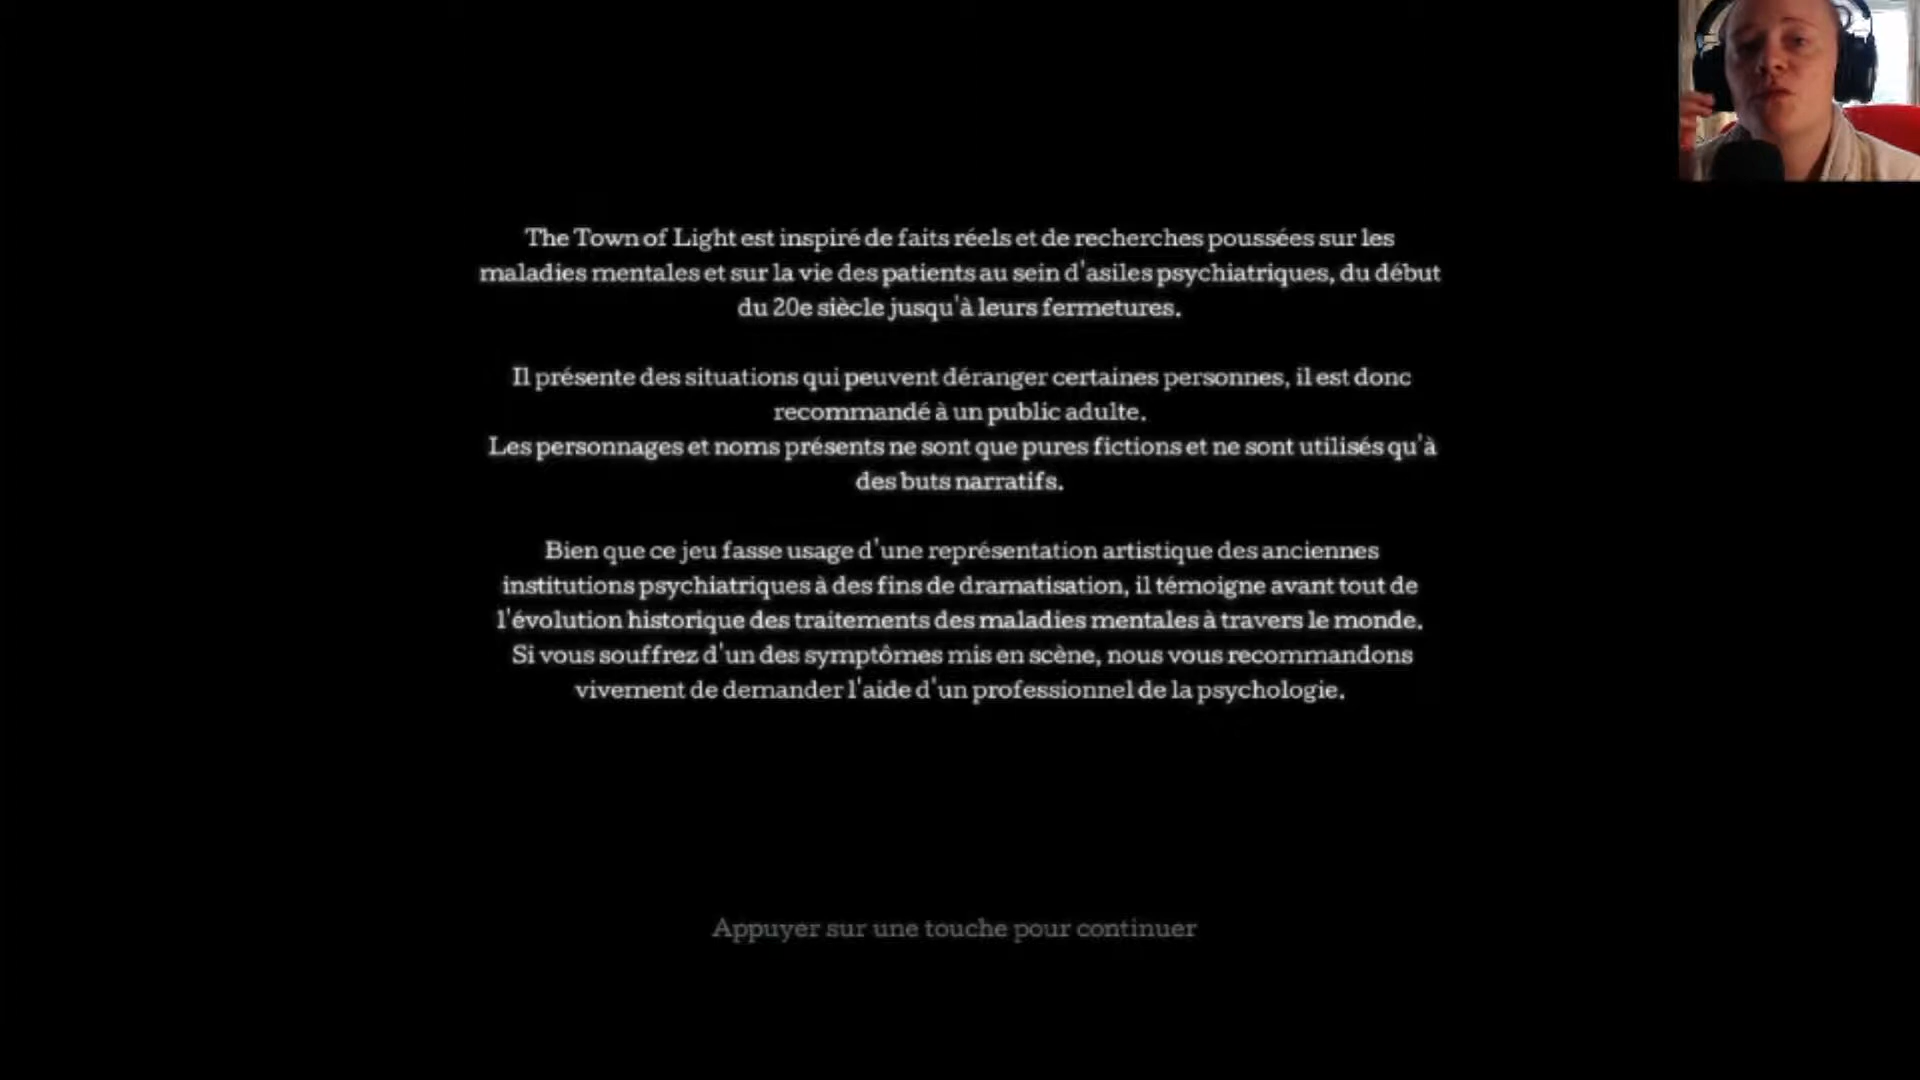 The Town of Light est inspiré de faits réels et de recherches poussées sur les
maladies mentales et sur la vie des patients au sein d'asiles psychiatriques, du début
du 20e siècle jusqu'à leurs fermetures.
Il présente des situations qui peuvent déranger certaines personnes, il est donc
recommandé à un public adulte.
Les personnages et noms présents ne sont que pures fictions et ne sont utilisés qu'à
des buts narratifs.
Bien que ce jeu fasse usage d'une représentation artistique des anciennes
institutions psychiatriques à des fins de dramatisation, il témoigne avant tout de
l'évolution historique des traitements des maladies mentales à travers le monde.
Si vous souffrez d'un des symptômes mis en scène, nous vous recommandons
vivement de demander l'aide d'un professionnel de la psychologie.
Appuyer sur une touche pour continuer